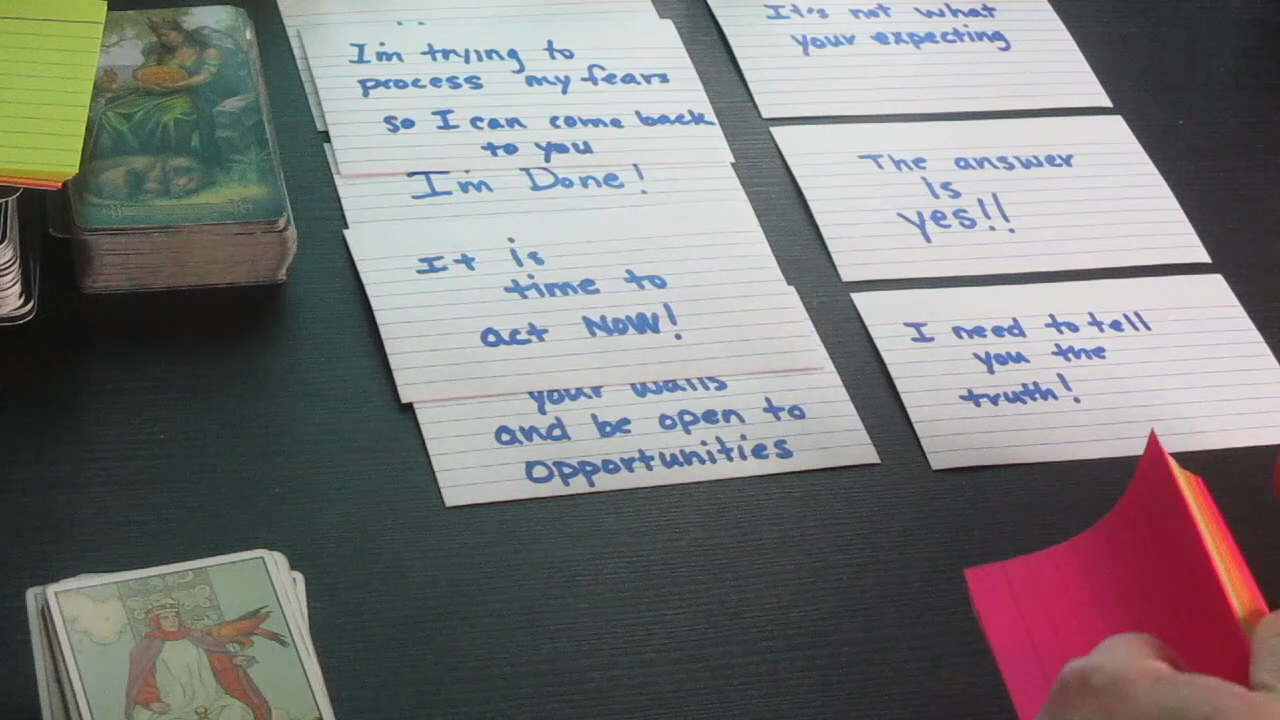 I'm trying to
process my fears
so I can come back
to you
I'm Done!
It is
time to
act Now!
your walls
and be open to
opportunities
It's not what
your expecting
The answer
is
yes!!
I need to tell
you the
truth!